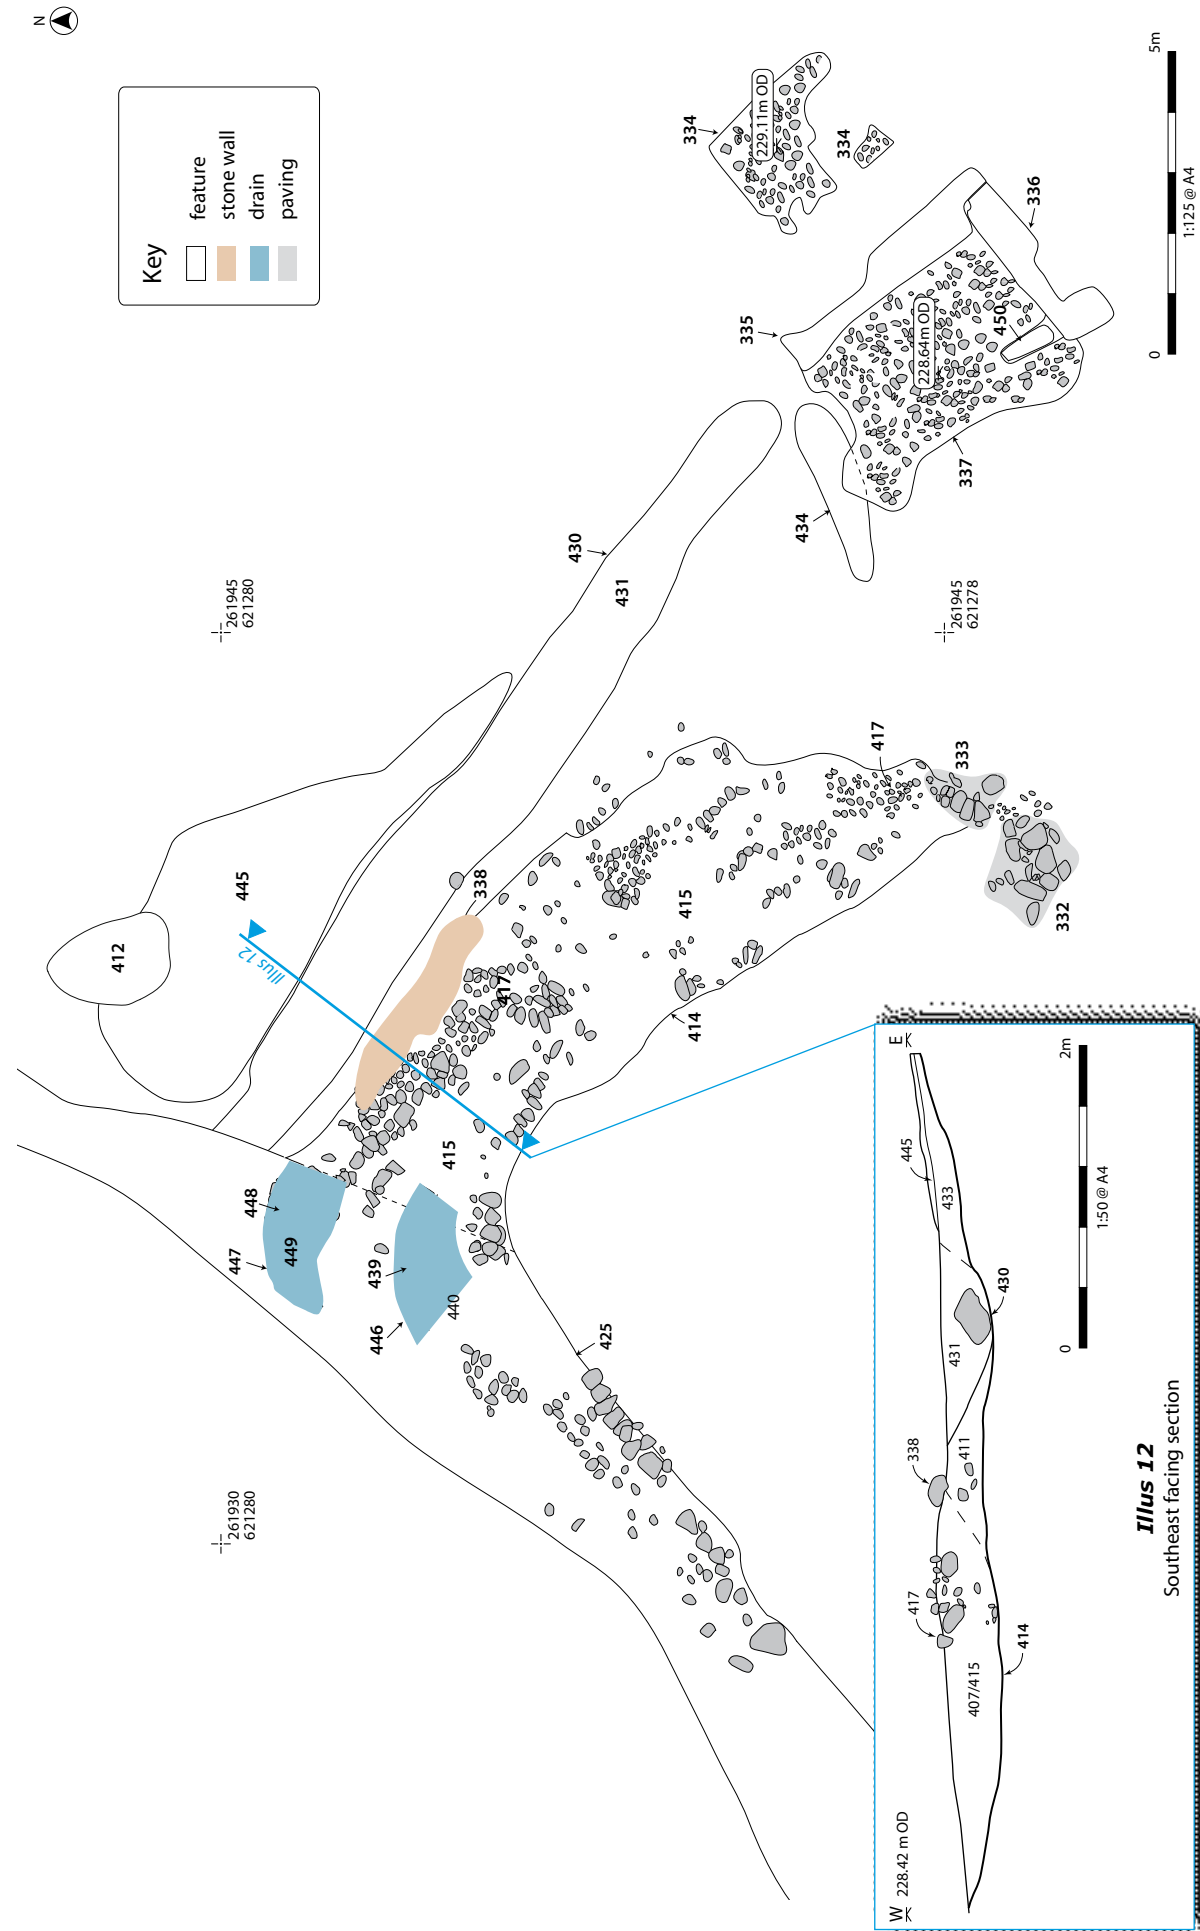 N
Key
feature
stone wall
drain
paving
334
229.11m OD
334
335
336
228.64m OD
450
337
434
0
5m
1:125 @ A4
261945
621280
430
431
261945
621278
445
412
Illus 12
338
417
417
333
415
332
414
415
448
447
449
439
446
440
425
261930
621280
W
228.42 m OD
E
445
433
430
431
338
411
417
407/415
414
0
2m
1:50 @ A4
Illus 12
Southeast facing section